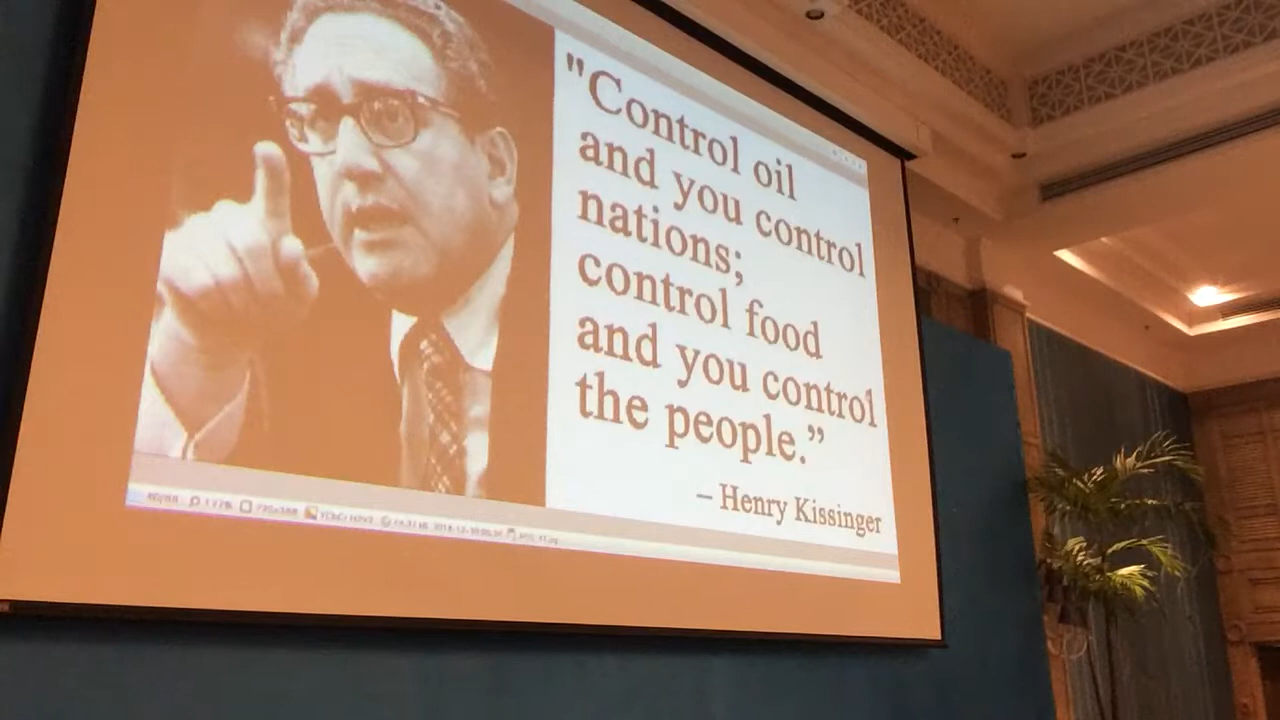 "Control oil
and you control
nations;
control food
and you control
the people.”
– Henry Kissinger